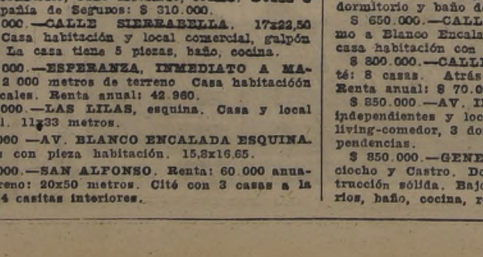 pañía de Seguros: $ 310.000
000.—CALLE SIERRABELLA. 17x22,50
Casa habitación y local comercial, galpón
La casa tiene 5 piezas, baño, cocina.
000.—ESPERANZA, INMEDIATO A MA-
2 000 metros de terreno Casa habitacióón
cales. Renta anual: 42.960.
000.—LAS LILAS, esquina. Casa y local
l. 11x33 metros.
000 —AV. BLANCO ENCALADA ESQUINA.
s con pieza habitación. 15,8x16,65.
000.—SAN ALFONSO. Renta: 60.000 anua-
reno: 20x50 metros. Cité con 3 casas a la
4 casitas interiores.
dormitorio y baño de
$ 650.000.—CALL
mo a Blanco Encala
casa habitación con
$ 800.000.—CALL
té: 8 casas. Atrás
Renta anual: $ 70.0
$ 850.000.—AV. I
independientes y loc
living-comedor, 3 do
pendencias.
$ 850.000.—GENE
ciocho y Castro. Do
trucción sólida. Baj
rios, baño, cocina, r